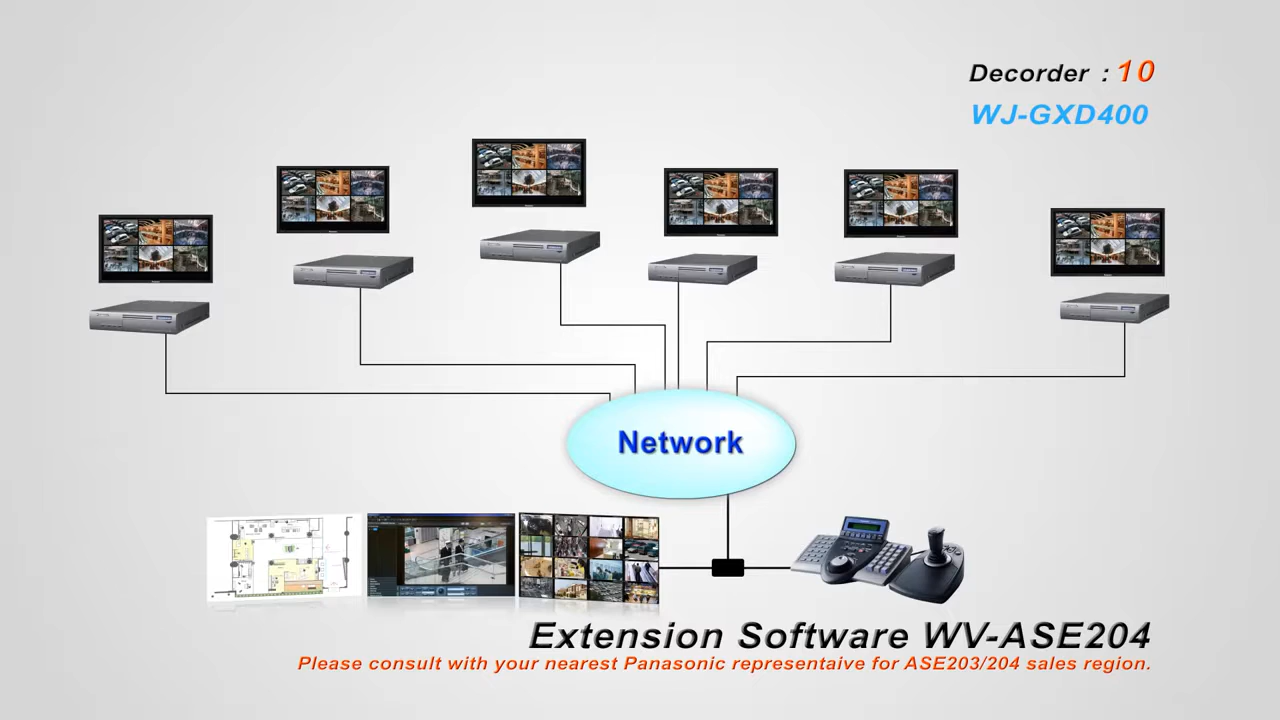 Decorder : 10
WJ-GXD400
Network
Extension Software WV-ASE204
Please consult with your nearest Panasonic representaive for ASE203/204 sales region.